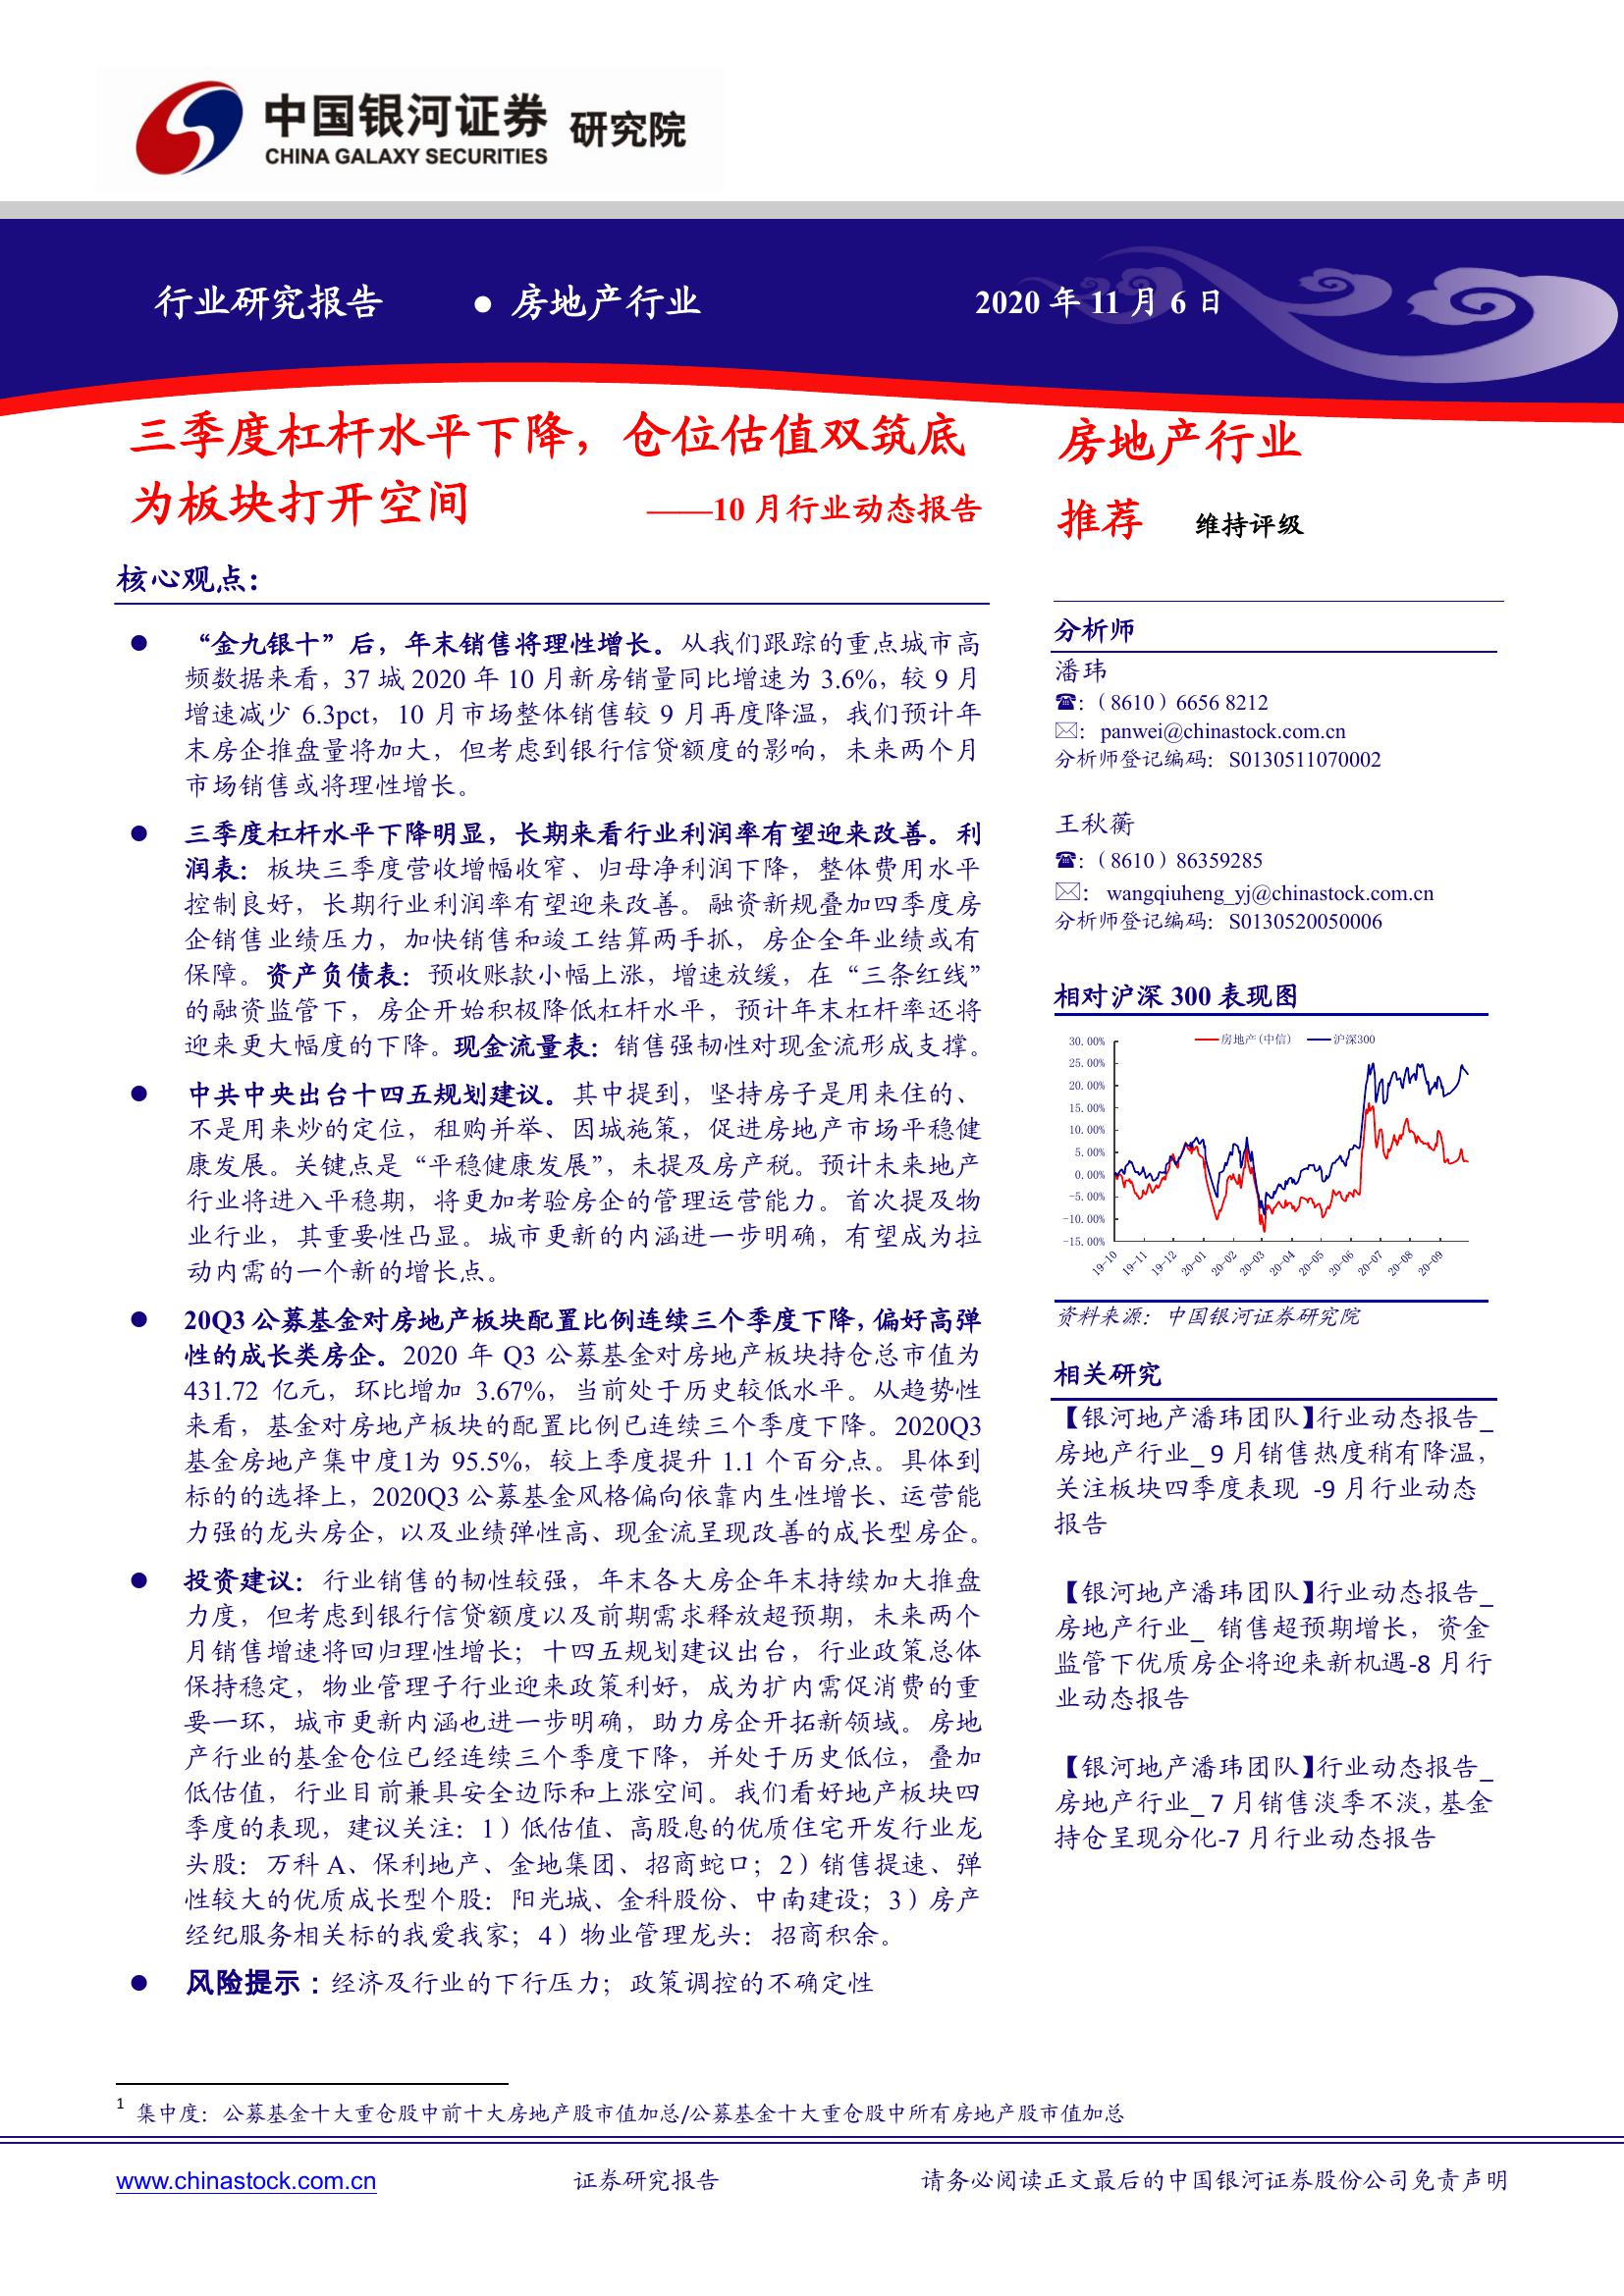 中国银河证券 研究院
CHINA GALAXY SECURITIES
行业研究报告 ● 房地产行业 2020 年 11 月 6 日
三季度杠杆水平下降，仓位估值双筑底
为板块打开空间 ——10 月行业动态报告
核心观点：
● “金九银十”后，年末销售将理性增长。从我们跟踪的重点城市高
频数据来看，37 城 2020 年 10 月新房销量同比增速为 3.6%，较 9 月
增速减少 6.3pct，10 月市场整体销售较 9 月再度降温，我们预计年
末房企推盘量将加大，但考虑到银行信贷额度的影响，未来两个月
市场销售或将理性增长。
● 三季度杠杆水平下降明显，长期来看行业利润率有望迎来改善。利
润表：板块三季度营收增幅收窄、归母净利润下降，整体费用水平
控制良好，长期行业利润率有望迎来改善。融资新规叠加四季度房
企销售业绩压力，加快销售和竣工结算两手抓，房企全年业绩或有
保障。资产负债表：预收账款小幅上涨，增速放缓，在“三条红线”
的融资监管下，房企开始积极降低杠杆水平，预计年末杠杆率还将
迎来更大幅度的下降。现金流量表：销售强韧性对现金流形成支撑。
● 中共中央出台十四五规划建议。其中提到，坚持房子是用来住的、
不是用来炒的定位，租购并举、因城施策，促进房地产市场平稳健
康发展。关键点是“平稳健康发展”，未提及房产税。预计未来地产
行业将进入平稳期，将更加考验房企的管理运营能力。首次提及物
业行业，其重要性凸显。城市更新的内涵进一步明确，有望成为拉
动内需的一个新的增长点。
● 20Q3 公募基金对房地产板块配置比例连续三个季度下降，偏好高弹
性的成长类房企。2020 年 Q3 公募基金对房地产板块持仓总市值为
431.72 亿元，环比增加 3.67%，当前处于历史较低水平。从趋势性
来看，基金对房地产板块的配置比例已连续三个季度下降。2020Q3
基金房地产集中度1为 95.5%，较上季度提升 1.1 个百分点。具体到
标的的选择上，2020Q3 公募基金风格偏向依靠内生性增长、运营能
力强的龙头房企，以及业绩弹性高、现金流呈现改善的成长型房企。
● 投资建议：行业销售的韧性较强，年末各大房企年末持续加大推盘
力度，但考虑到银行信贷额度以及前期需求释放超预期，未来两个
月销售增速将回归理性增长；十四五规划建议出台，行业政策总体
保持稳定，物业管理子行业迎来政策利好，成为扩内需促消费的重
要一环，城市更新内涵也进一步明确，助力房企开拓新领域。房地
产行业的基金仓位已经连续三个季度下降，并处于历史低位，叠加
低估值，行业目前兼具安全边际和上涨空间。我们看好地产板块四
季度的表现，建议关注：1）低估值、高股息的优质住宅开发行业龙
头股：万科 A、保利地产、金地集团、招商蛇口；2）销售提速、弹
性较大的优质成长型个股：阳光城、金科股份、中南建设；3）房产
经纪服务相关标的我爱我家；4）物业管理龙头：招商积余。
● 风险提示：经济及行业的下行压力；政策调控的不确定性
房地产行业
推荐 维持评级
分析师
潘玮
☎：（8610）6656 8212
✉：panwei@chinastock.com.cn
分析师登记编码：S0130511070002
王秋蘅
☎：（8610）86359285
✉：wangqiuheng_yj@chinastock.com.cn
分析师登记编码：S0130520050006
相对沪深 300 表现图
房地产(中信) 沪深300
30.00%
25.00%
20.00%
15.00%
10.00%
5.00%
0.00%
-5.00%
-10.00%
-15.00%
19-10 19-11 19-12 20-01 20-02 20-03 20-04 20-05 20-06 20-07 20-08 20-09
资料来源：中国银河证券研究院
相关研究
【银河地产潘玮团队】行业动态报告_
房地产行业_ 9 月销售热度稍有降温，
关注板块四季度表现 -9 月行业动态
报告
【银河地产潘玮团队】行业动态报告_
房地产行业_ 销售超预期增长，资金
监管下优质房企将迎来新机遇-8 月行
业动态报告
【银河地产潘玮团队】行业动态报告_
房地产行业_ 7 月销售淡季不淡，基金
持仓呈现分化-7 月行业动态报告
1 集中度：公募基金十大重仓股中前十大房地产股市值加总/公募基金十大重仓股中所有房地产股市值加总
www.chinastock.com.cn 证券研究报告 请务必阅读正文最后的中国银河证券股份公司免责声明